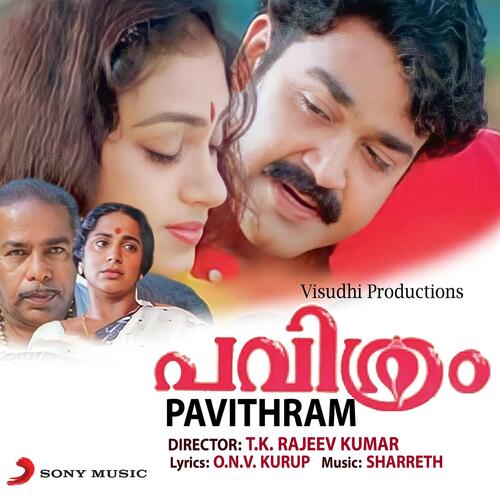 Visudhi Productions
പവിത്രം
PAVITHRAM
DIRECTOR: T.K. RAJEEV KUMAR
Lyrics: O.N.V. KURUP Music: SHARRETH
SONY MUSIC